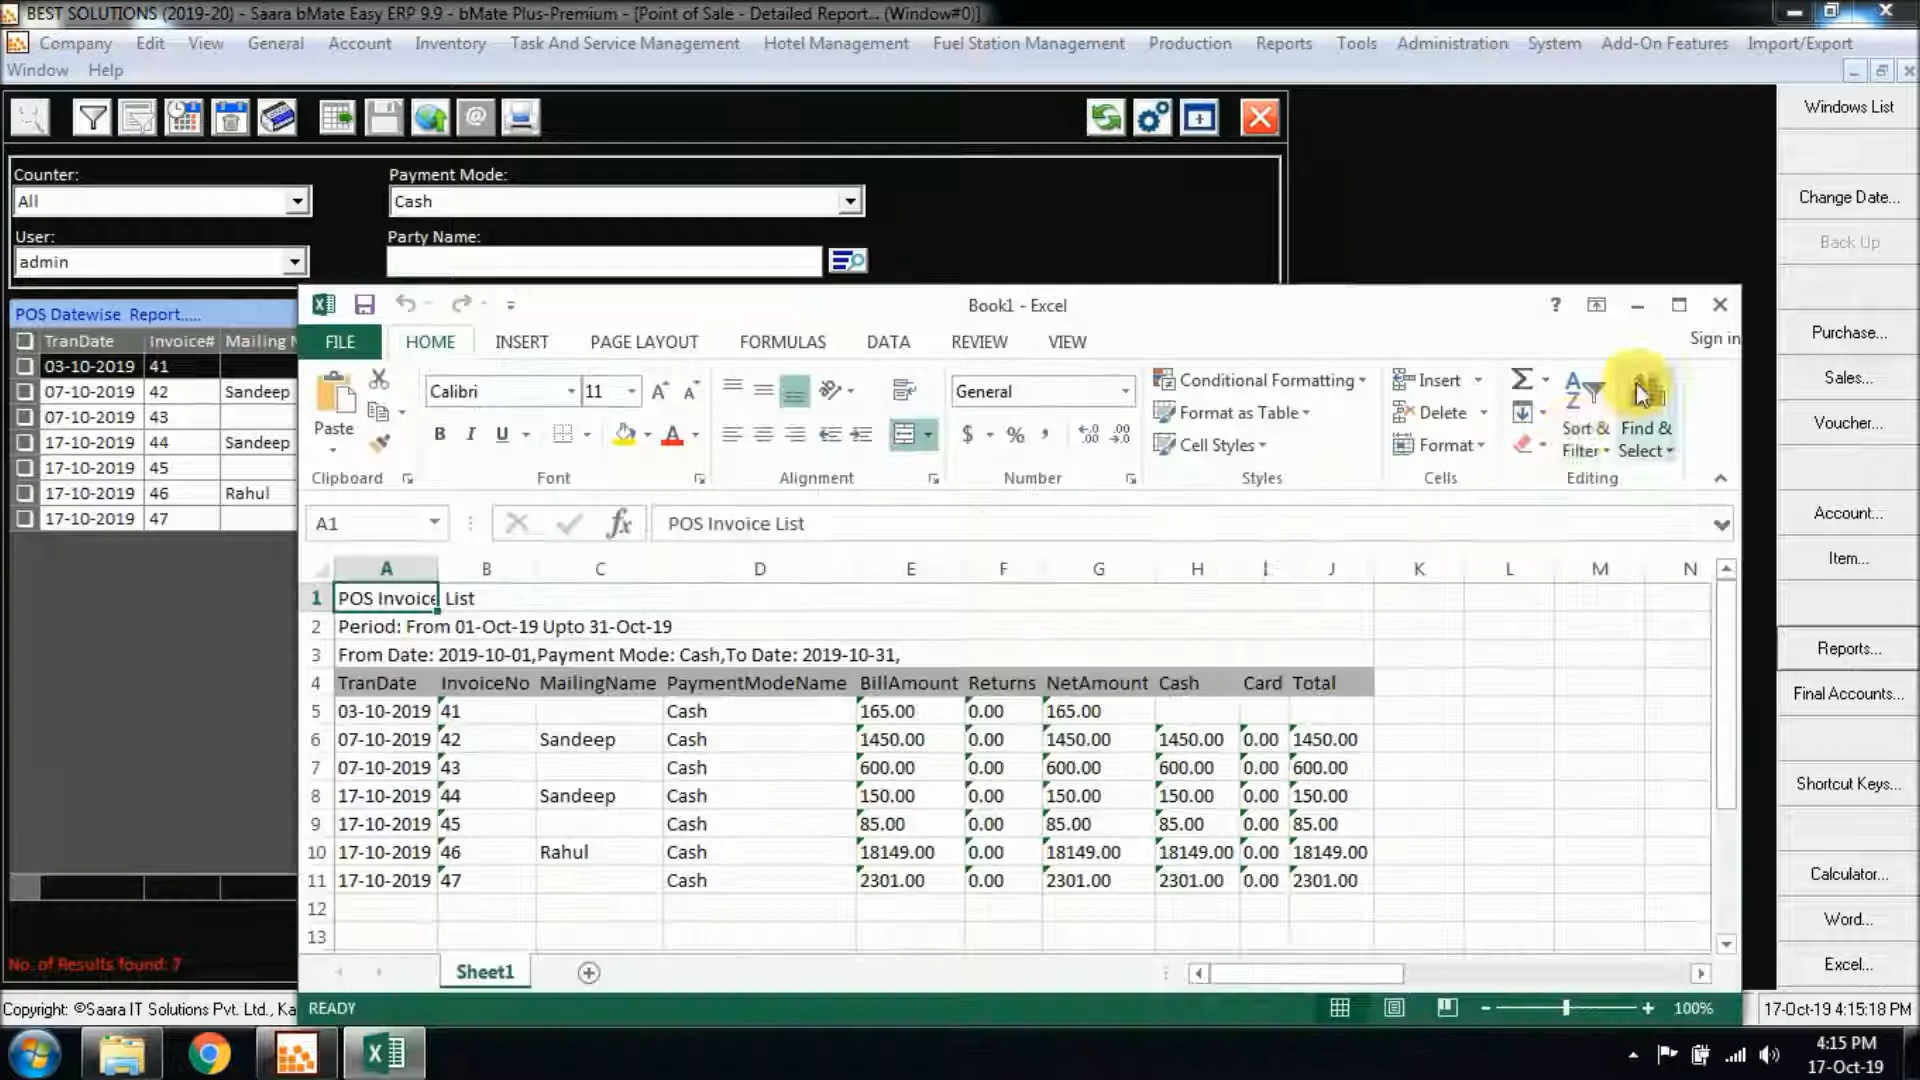 BEST SOLUTIONS (2019-20) - Saara bMate Easy ERP 9.9 - bMate Plus-Premium - [Point of Sale - Detailed Report... (Window#0)]
Company Edit View General Account Inventory Task And Service Management Hotel Management Fuel Station Management Production Reports Tools Administration System Add-On Features Import/Export
Window Help
Windows List
Change Date...
Back Up
Purchase...
Sales...
Voucher...
Account...
Item...
Reports...
Final Accounts...
Shortcut Keys...
Calculator...
Word...
Excel...
Counter:
All
Payment Mode:
Cash
User:
admin
Party Name:
POS Datewise Report.....
TranDate Invoice# Mailing N
03-10-2019 41
07-10-2019 42 Sandeep
07-10-2019 43
17-10-2019 44 Sandeep
17-10-2019 45
17-10-2019 46 Rahul
17-10-2019 47
No. of Results found: 7
Book1 - Excel
FILE HOME INSERT PAGE LAYOUT FORMULAS DATA REVIEW VIEW Sign in
Paste
Clipboard
Calibri 11
B I U
Font
Alignment
General
$ %
Number
Conditional Formatting
Format as Table
Cell Styles
Styles
Insert
Delete
Format
Cells
Sort & Filter
Find & Select
Editing
A1 fx POS Invoice List
A B C D E F G H I J K L M N
1 POS Invoice List
2 Period: From 01-Oct-19 Upto 31-Oct-19
3 From Date: 2019-10-01,Payment Mode: Cash,To Date: 2019-10-31,
4 TranDate InvoiceNo MailingName PaymentModeName BillAmount Returns NetAmount Cash Card Total
5 03-10-2019 41 Cash 165.00 0.00 165.00
6 07-10-2019 42 Sandeep Cash 1450.00 0.00 1450.00 1450.00 0.00 1450.00
7 07-10-2019 43 Cash 600.00 0.00 600.00 600.00 0.00 600.00
8 17-10-2019 44 Sandeep Cash 150.00 0.00 150.00 150.00 0.00 150.00
9 17-10-2019 45 Cash 85.00 0.00 85.00 85.00 0.00 85.00
10 17-10-2019 46 Rahul Cash 18149.00 0.00 18149.00 18149.00 0.00 18149.00
11 17-10-2019 47 Cash 2301.00 0.00 2301.00 2301.00 0.00 2301.00
12
13
Sheet1
READY 100%
Copyright: ©Saara IT Solutions Pvt. Ltd., Ka
17-Oct-19 4:15:18 PM
4:15 PM
17-Oct-19